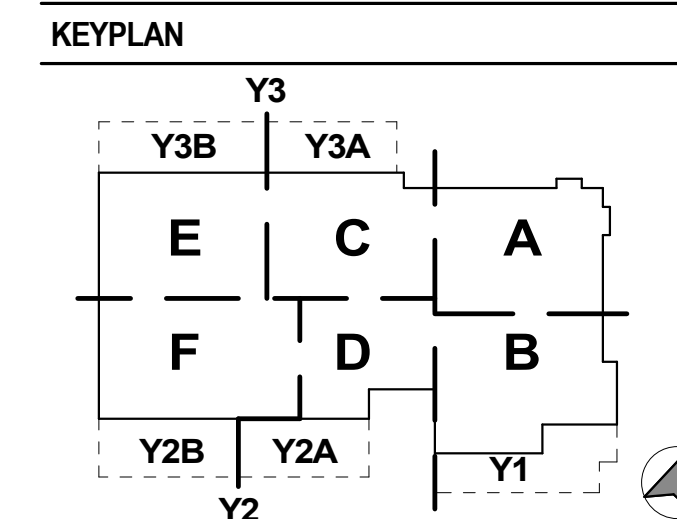 KEYPLAN
Y3
Y3B Y3A
E C A
F D B
Y2B Y2A Y1
Y2